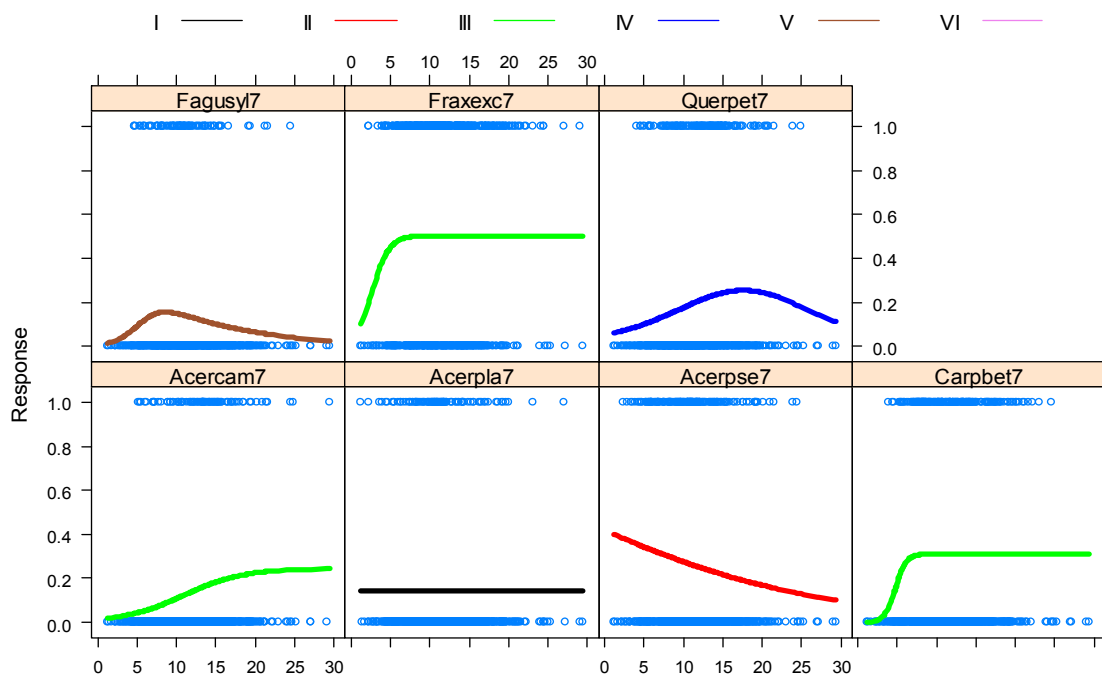 I II III IV V VI
0 5 10 15 20 25 30
Fagusyl7 Fraxexc7 Querpet7
1.0
0.8
0.6
0.4
0.2
0.0
Acercam7 Acerpla7 Acerpse7 Carpbet7
Response
1.0
0.8
0.6
0.4
0.2
0.0
0 5 10 15 20 25 30 0 5 10 15 20 25 30